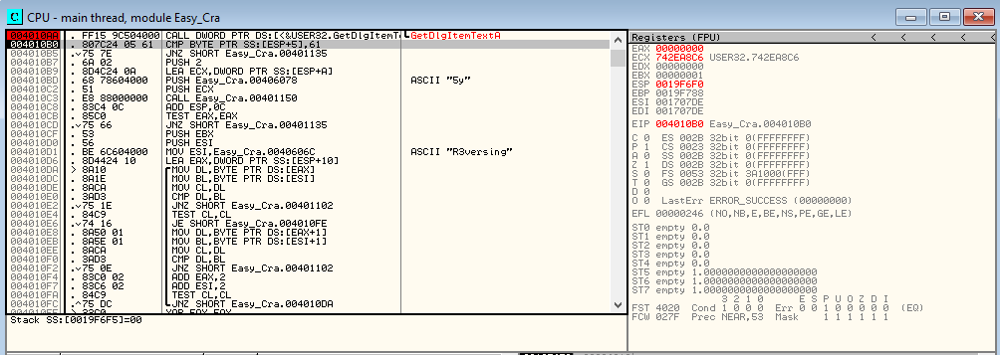 C CPU - main thread, module Easy_Cra
. FF15 9C504000 CALL DWORD PTR DS:[<&USER32.GetDlgItemT GetDlgItemTextA
004010B0 . 807C24 05 61 CMP BYTE PTR SS:[ESP+5],61
004010B5 .v75 7E JNZ SHORT Easy_Cra.00401135
004010B7 . 6A 02 PUSH 2
004010B9 . 8D4C24 0A LEA ECX,DWORD PTR SS:[ESP+A]
004010BD . 68 78604000 PUSH Easy_Cra.00406078 ASCII "5y"
004010C2 . 51 PUSH ECX
004010C3 . E8 88000000 CALL Easy_Cra.00401150
004010C8 . 83C4 0C ADD ESP,0C
004010CB . 85C0 TEST EAX,EAX
004010CD .v75 66 JNZ SHORT Easy_Cra.00401135
004010CF . 53 PUSH EBX
004010D0 . 56 PUSH ESI
004010D1 . BE 6C604000 MOV ESI,Easy_Cra.0040606C ASCII "R3versing"
004010D6 . 8D4424 10 LEA EAX,DWORD PTR SS:[ESP+10]
004010DA > 8A10 MOV DL,BYTE PTR DS:[EAX]
004010DC . 8A1E MOV BL,BYTE PTR DS:[ESI]
004010DE . 8ACA MOV CL,DL
004010E0 . 3AD3 CMP DL,BL
004010E2 .v75 1E JNZ SHORT Easy_Cra.00401102
004010E4 . 84C9 TEST CL,CL
004010E6 .v74 16 JE SHORT Easy_Cra.004010FE
004010E8 . 8A50 01 MOV DL,BYTE PTR DS:[EAX+1]
004010EB . 8A5E 01 MOV BL,BYTE PTR DS:[ESI+1]
004010EE . 8ACA MOV CL,DL
004010F0 . 3AD3 CMP DL,BL
004010F2 .v75 0E JNZ SHORT Easy_Cra.00401102
004010F4 . 83C0 02 ADD EAX,2
004010F7 . 83C6 02 ADD ESI,2
004010FA . 84C9 TEST CL,CL
004010FC .^75 DC JNZ SHORT Easy_Cra.004010DA
Stack SS:[0019F6F5]=00
Registers (FPU) < < < <
EAX 00000000
ECX 742EA8C6 USER32.742EA8C6
EDX 00000000
EBX 00000001
ESP 0019F6F0
EBP 0019F788
ESI 001707DE
EDI 001707DE
EIP 004010B0 Easy_Cra.004010B0
C 0 ES 002B 32bit 0(FFFFFFFF)
P 1 CS 0023 32bit 0(FFFFFFFF)
A 0 SS 002B 32bit 0(FFFFFFFF)
Z 1 DS 002B 32bit 0(FFFFFFFF)
S 0 FS 0053 32bit 3A1000(FFF)
T 0 GS 002B 32bit 0(FFFFFFFF)
D 0
O 0 LastErr ERROR_SUCCESS (00000000)
EFL 00000246 (NO,NB,E,BE,NS,PE,GE,LE)
ST0 empty 0.0
ST1 empty 0.0
ST2 empty 0.0
ST3 empty 0.0
ST4 empty 0.0
ST5 empty 1.0000000000000000000
ST6 empty 1.0000000000000000000
ST7 empty 1.0000000000000000000
3 2 1 0 E S P U O Z D I
FST 4020 Cond 1 0 0 0 Err 0 0 1 0 0 0 0 0 (EQ)
FCW 027F Prec NEAR,53 Mask 1 1 1 1 1 1